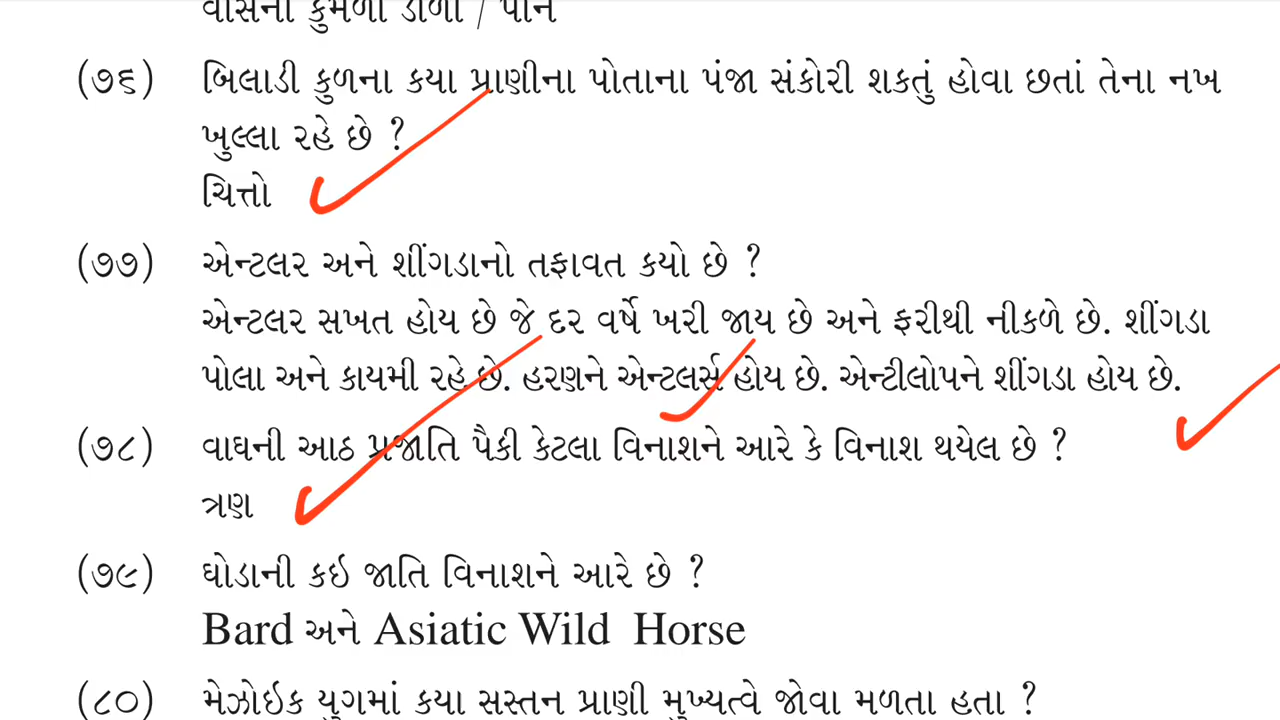 વાંસની કુમળી ડાળી / પાન
(૭૬) બિલાડી કુળના કયા પ્રાણીના પોતાના પંજા સંકોરી શકતું હોવા છતાં તેના નખ
ખુલ્લા રહે છે ?
ચિત્તો
(૭૭) એન્ટલર અને શીંગડાનો તફાવત કયો છે ?
એન્ટલર સખત હોય છે જે દર વર્ષે ખરી જાય છે અને ફરીથી નીકળે છે. શીંગડા
પોલા અને કાયમી રહે છે. હરણને એન્ટલર્સ હોય છે. એન્ટીલોપને શીંગડા હોય છે.
(૭૮) વાઘની આઠ પ્રજાતિ પૈકી કેટલા વિનાશને આરે કે વિનાશ થયેલ છે ?
ત્રણ
(૭૯) ઘોડાની કઇ જાતિ વિનાશને આરે છે ?
Bard અને Asiatic Wild Horse
(૮૦) મેઝોઇક યુગમાં કયા સસ્તન પ્રાણી મુખ્યત્વે જોવા મળતા હતા ?